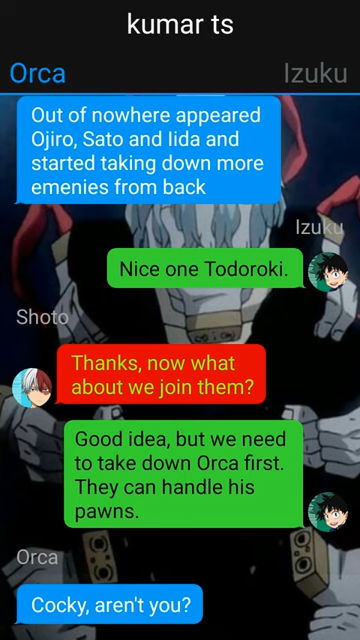 kumar ts
Orca
Izuku
Out of nowhere appeared
Ojiro, Sato and Iida and
started taking down more
emenies from back
Izuku
Nice one Todoroki.
Shoto
Thanks, now what
about we join them?
Good idea, but we need
to take down Orca first.
They can handle his
pawns.
Orca
Cocky, aren't you?